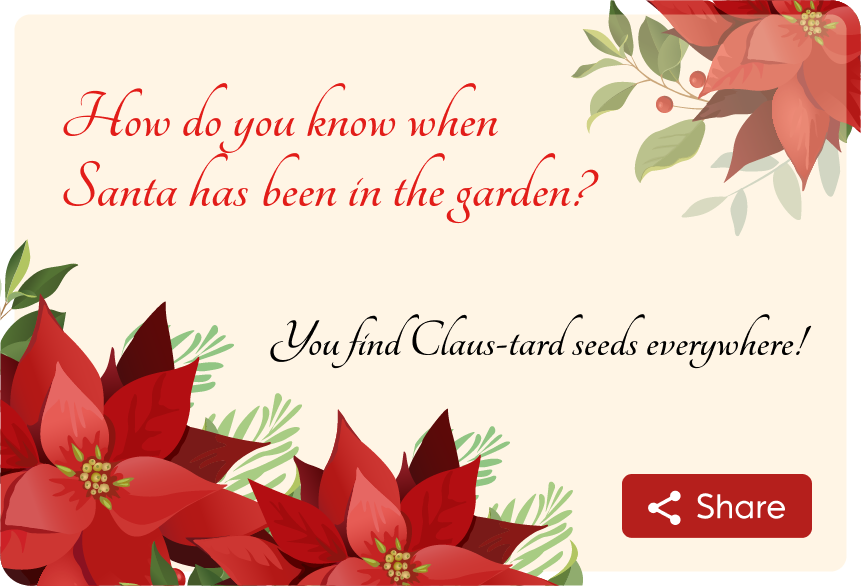 How do you know when
Santa has been in the garden?
You find Claus-tard seeds everywhere!
Share